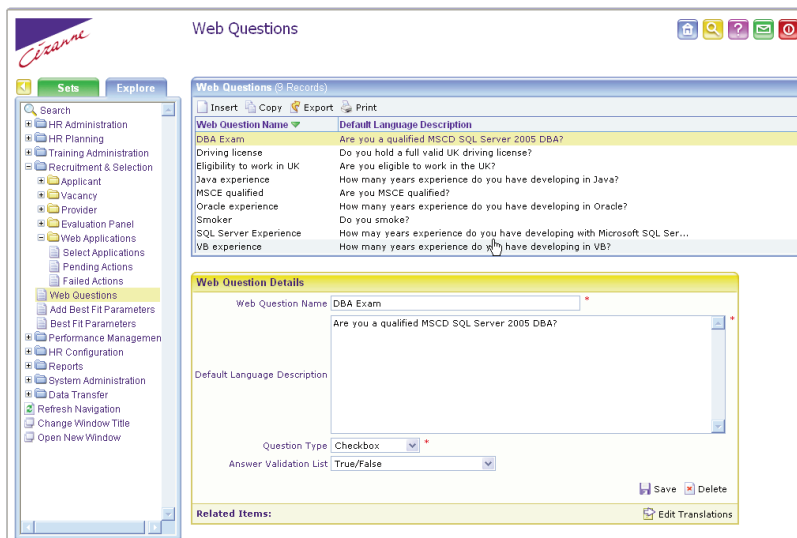 Cézanne
Web Questions
Sets Explore
Search
HR Administration
HR Planning
Training Administration
Recruitment & Selection
Applicant
Vacancy
Provider
Evaluation Panel
Web Applications
Select Applications
Pending Actions
Failed Actions
Web Questions
Add Best Fit Parameters
Best Fit Parameters
Performance Managemen
HR Configuration
Reports
System Administration
Data Transfer
Refresh Navigation
Change Window Title
Open New Window
Web Questions (9 Records)
Insert Copy Export Print
Web Question Name Default Language Description
DBA Exam Are you a qualified MSCD SQL Server 2005 DBA?
Driving license Do you hold a full valid UK driving license?
Eligibility to work in UK Are you eligible to work in the UK?
Java experience How many years experience do you have developing in Java?
MSCE qualified Are you MSCE qualified?
Oracle experience How many years experience do you have developing in Oracle?
Smoker Do you smoke?
SQL Server Experience How may years experience do you have developing with Microsoft SQL Ser...
VB experience How many years experience do you have developing in VB?
Web Question Details
Web Question Name DBA Exam *
Are you a qualified MSCD SQL Server 2005 DBA? *
Default Language Description
Question Type Checkbox *
Answer Validation List True/False
Save Delete
Related Items: Edit Translations